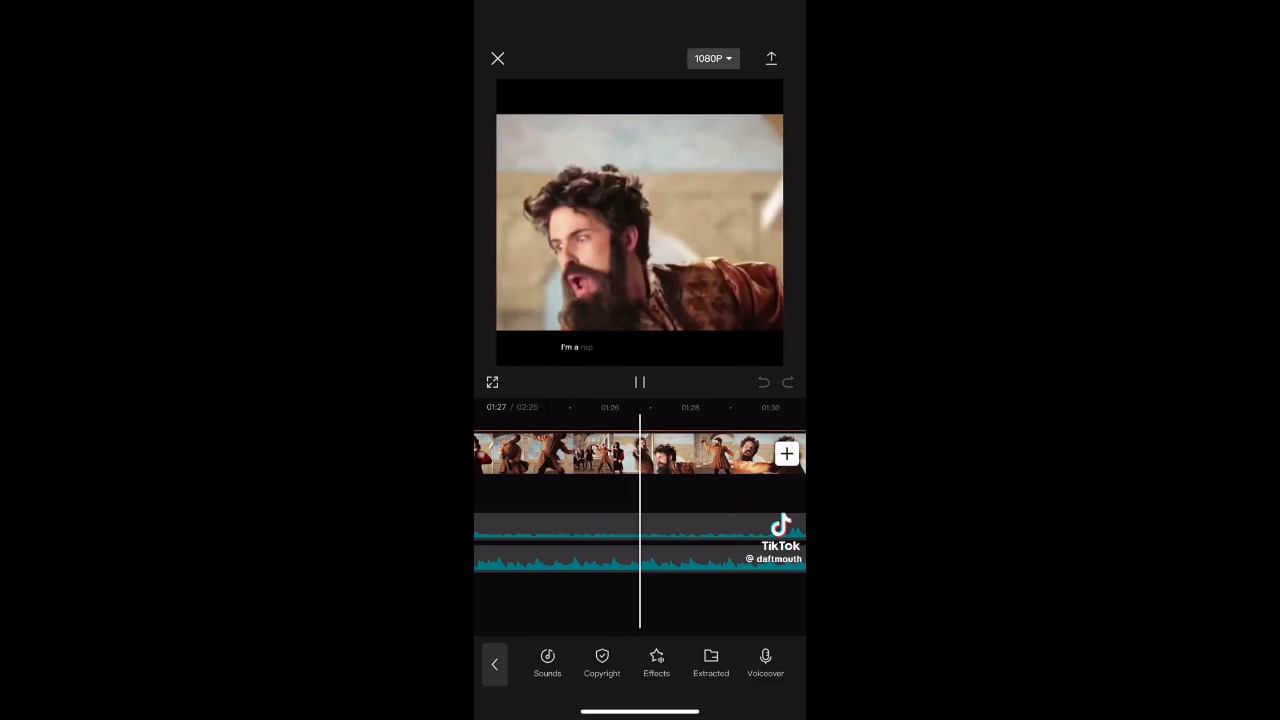 1080P
I'm a rap
01:27 / 02:25
01:26
01:28
01:30
TikTok
@ daftmouth
Sounds
Copyright
Effects
Extracted
Voiceover